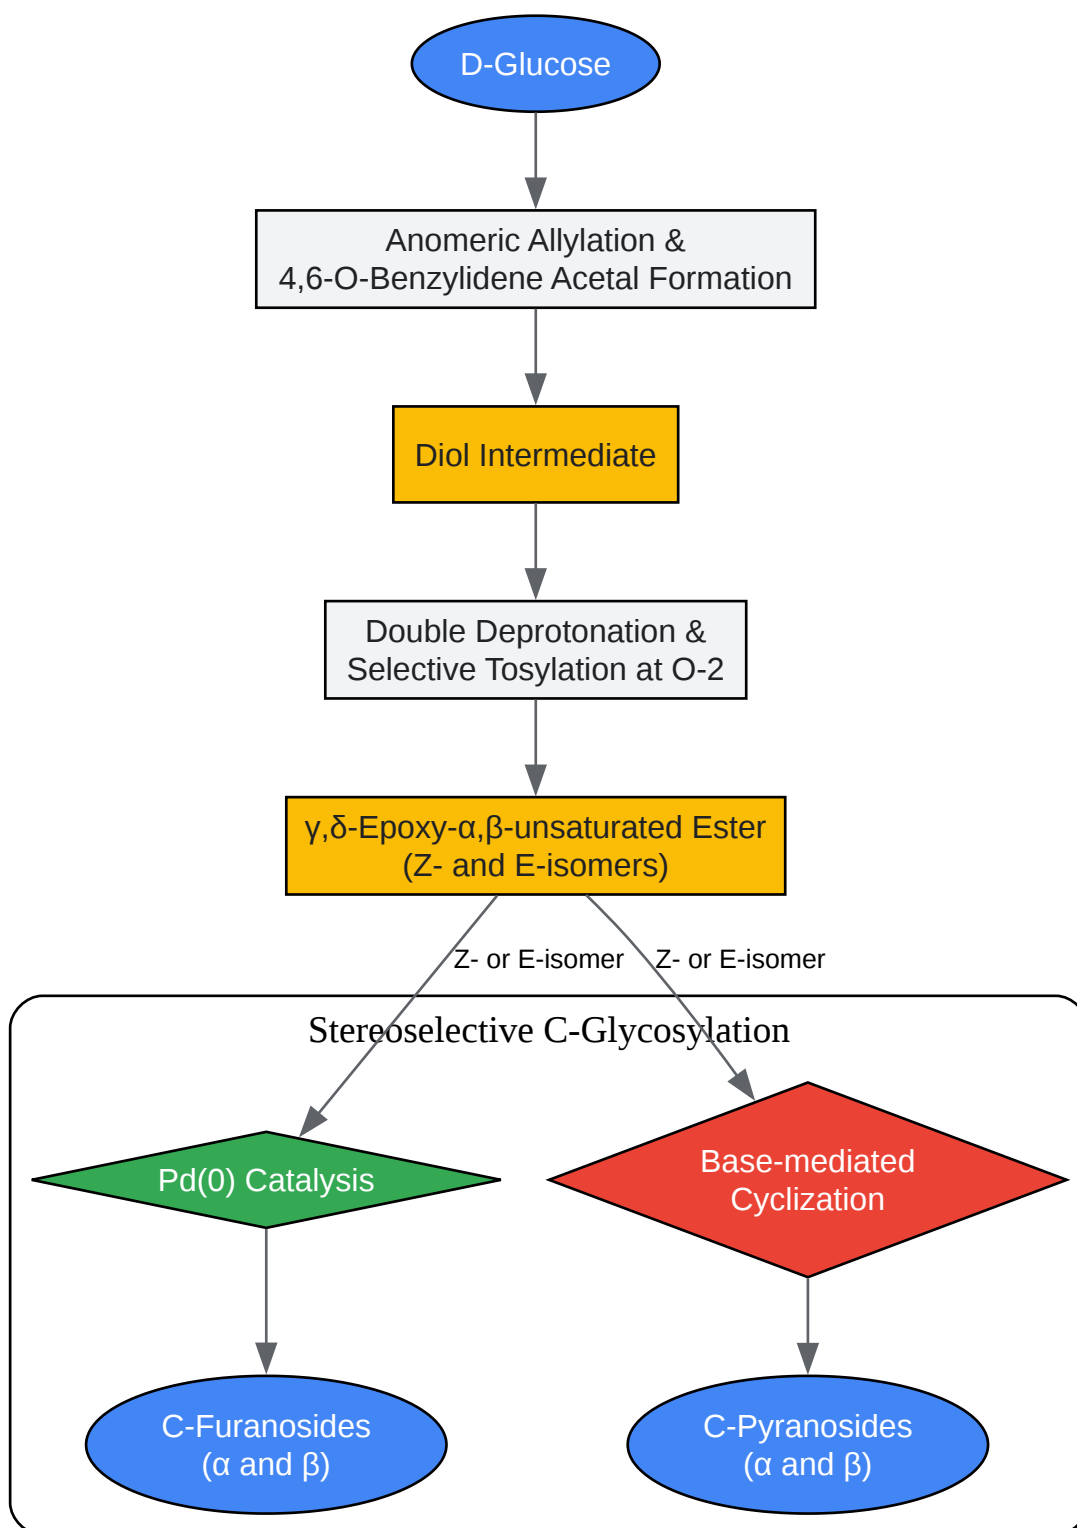 D-Glucose
Anomeric Allylation &
4,6-O-Benzylidene Acetal Formation
Diol Intermediate
Double Deprotonation &
Selective Tosylation at O-2
γ,δ-Epoxy-α,β-unsaturated Ester
(Z- and E-isomers)
Z- or E-isomer
Z- or E-isomer
Stereoselective C-Glycosylation
Pd(0) Catalysis
Base-mediated
Cyclization
C-Furanosides
(α and β)
C-Pyranosides
(α and β)